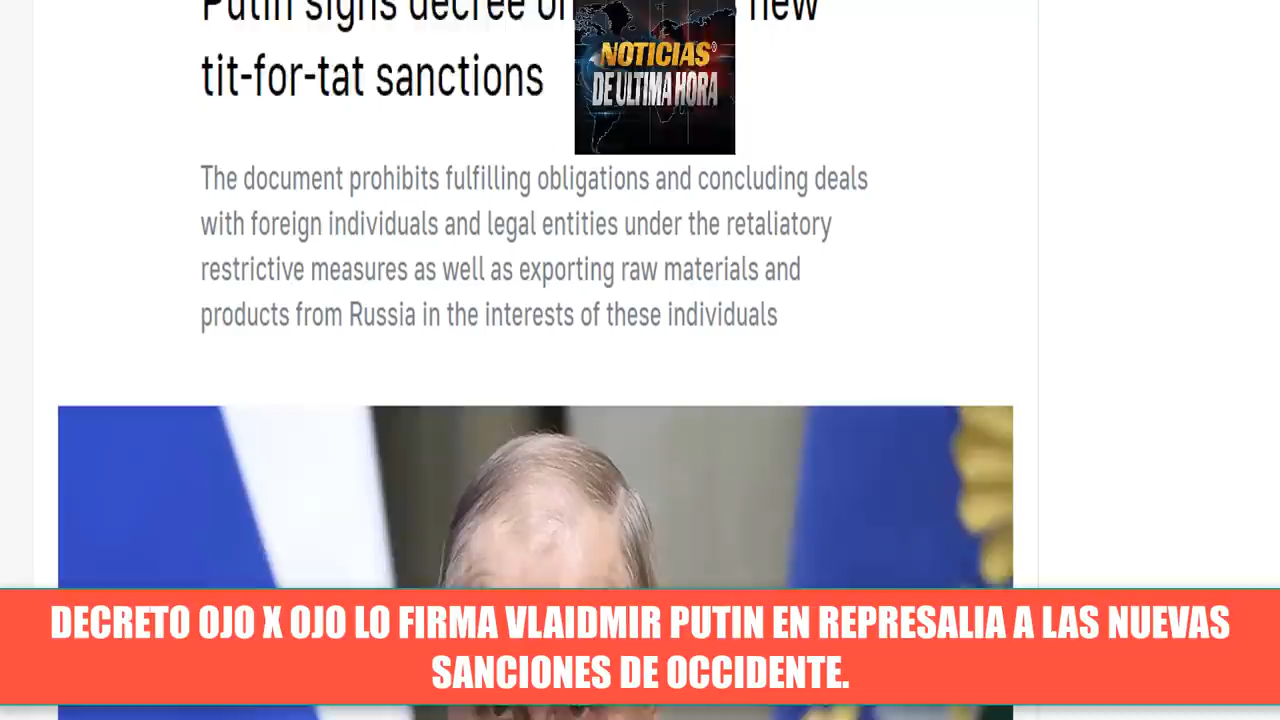 Putin signs decree on new
tit-for-tat sanctions
NOTICIAS®
DE ULTIMA HORA
The document prohibits fulfilling obligations and concluding deals
with foreign individuals and legal entities under the retaliatory
restrictive measures as well as exporting raw materials and
products from Russia in the interests of these individuals
DECRETO OJO X OJO LO FIRMA VLAIDMIR PUTIN EN REPRESALIA A LAS NUEVAS
SANCIONES DE OCCIDENTE.